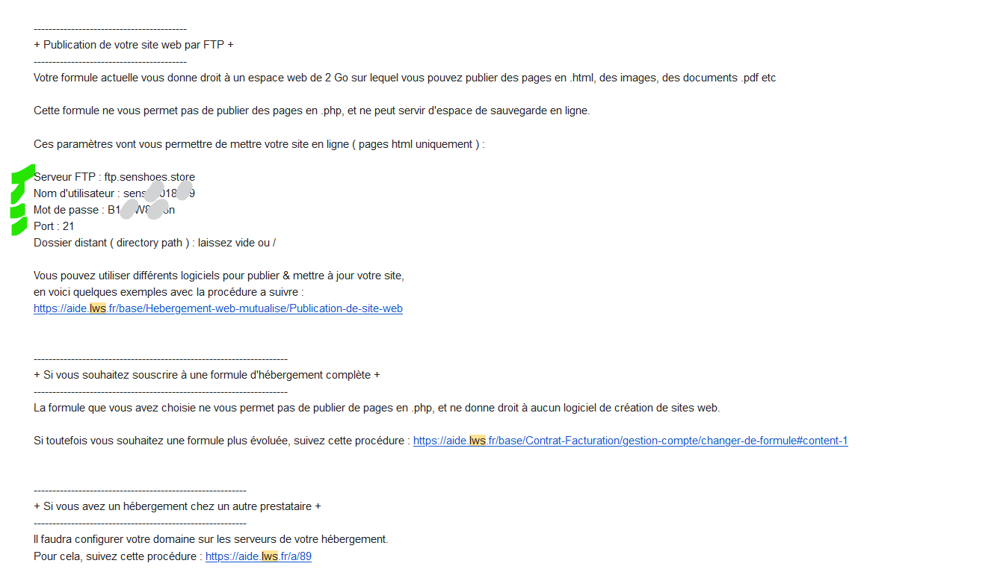 -----------------------------------------
+ Publication de votre site web par FTP +
-----------------------------------------
Votre formule actuelle vous donne droit à un espace web de 2 Go sur lequel vous pouvez publier des pages en .html, des images, des documents .pdf etc
Cette formule ne vous permet pas de publier des pages en .php, et ne peut servir d'espace de sauvegarde en ligne.
Ces paramètres vont vous permettre de mettre votre site en ligne ( pages html uniquement ) :
Serveur FTP : ftp.senshoes.store
Nom d'utilisateur :
Mot de passe :
Port : 21
Dossier distant ( directory path ) : laissez vide ou /
Vous pouvez utiliser différents logiciels pour publier & mettre à jour votre site,
en voici quelques exemples avec la procédure a suivre :
https://aide.lws.fr/base/Hebergement-web-mutualise/Publication-de-site-web
--------------------------------------------------------------------
+ Si vous souhaitez souscrire à une formule d'hébergement complète +
--------------------------------------------------------------------
La formule que vous avez choisie ne vous permet pas de publier de pages en .php, et ne donne droit à aucun logiciel de création de sites web.
Si toutefois vous souhaitez une formule plus évoluée, suivez cette procédure : https://aide.lws.fr/base/Contrat-Facturation/gestion-compte/changer-de-formule#content-1
---------------------------------------------------------
+ Si vous avez un hébergement chez un autre prestataire +
---------------------------------------------------------
Il faudra configurer votre domaine sur les serveurs de votre hébergement.
Pour cela, suivez cette procédure : https://aide.lws.fr/a/89